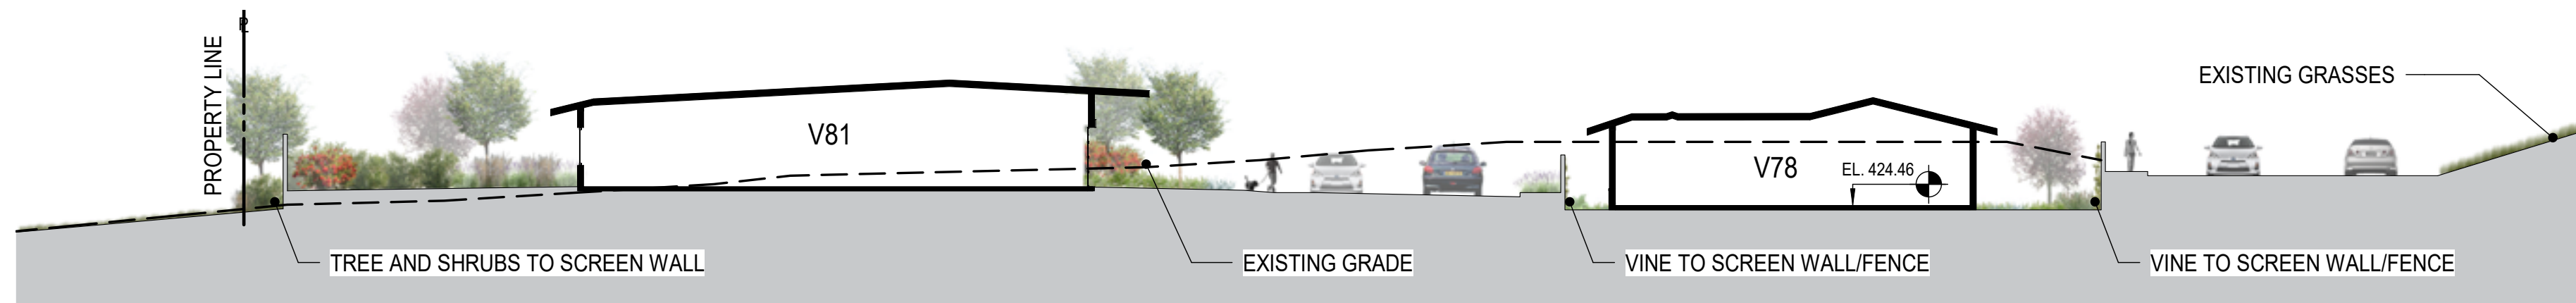 ℄
PROPERTY LINE
V81
V78
EL. 424.46
EXISTING GRASSES
TREE AND SHRUBS TO SCREEN WALL
EXISTING GRADE
VINE TO SCREEN WALL/FENCE
VINE TO SCREEN WALL/FENCE